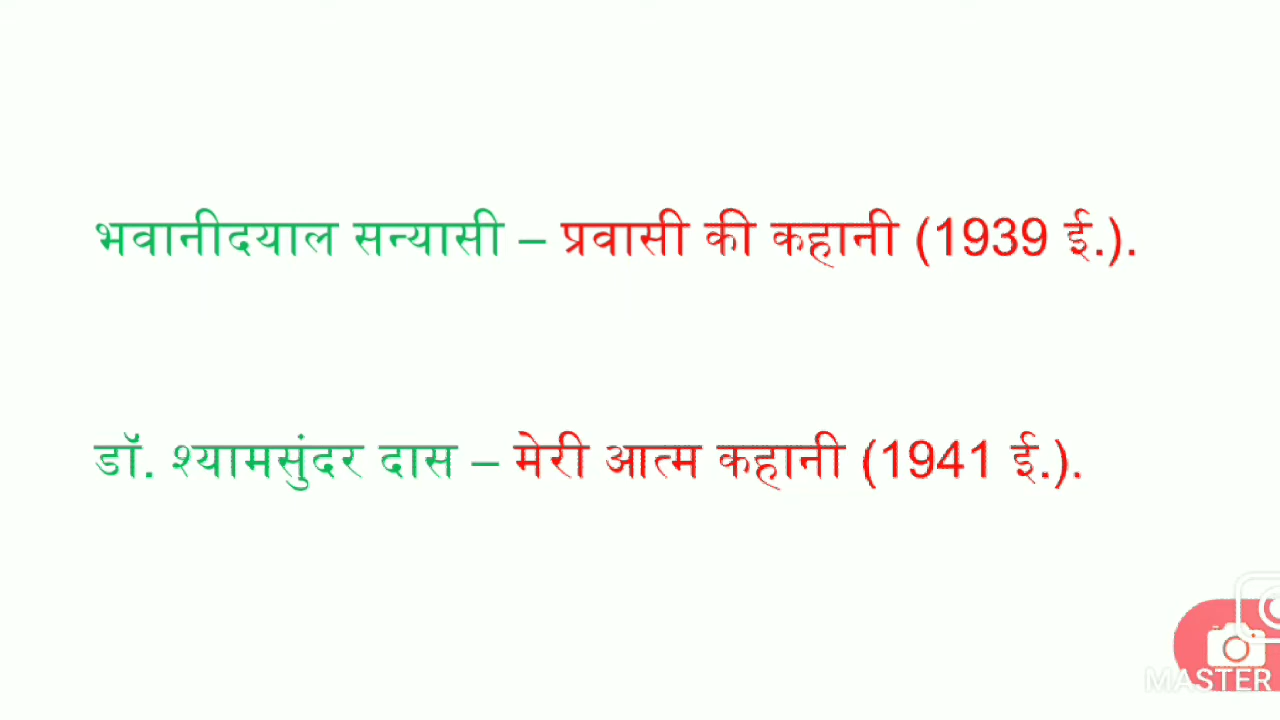 भवानीदयाल सन्यासी – प्रवासी की कहानी (1939 ई.).
डॉ. श्यामसुंदर दास – मेरी आत्म कहानी (1941 ई.).
MASTER